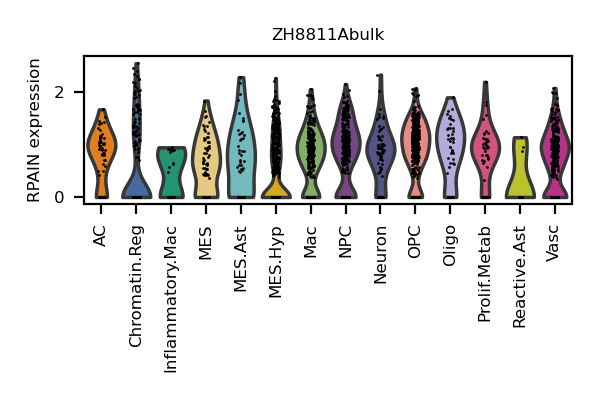 ZH8811Abulk
RPAIN expression
2
0
AC
Chromatin.Reg
Inflammatory.Mac
MES
MES.Ast
MES.Hyp
Mac
NPC
Neuron
OPC
Oligo
Prolif.Metab
Reactive.Ast
Vasc